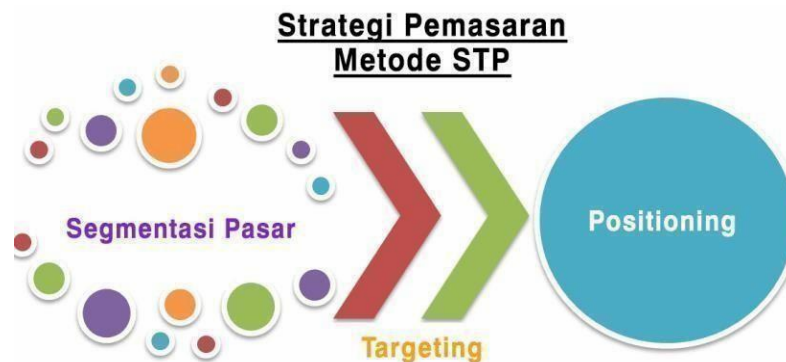 Strategi Pemasaran
Metode STP
Segmentasi Pasar
Positioning
Targeting